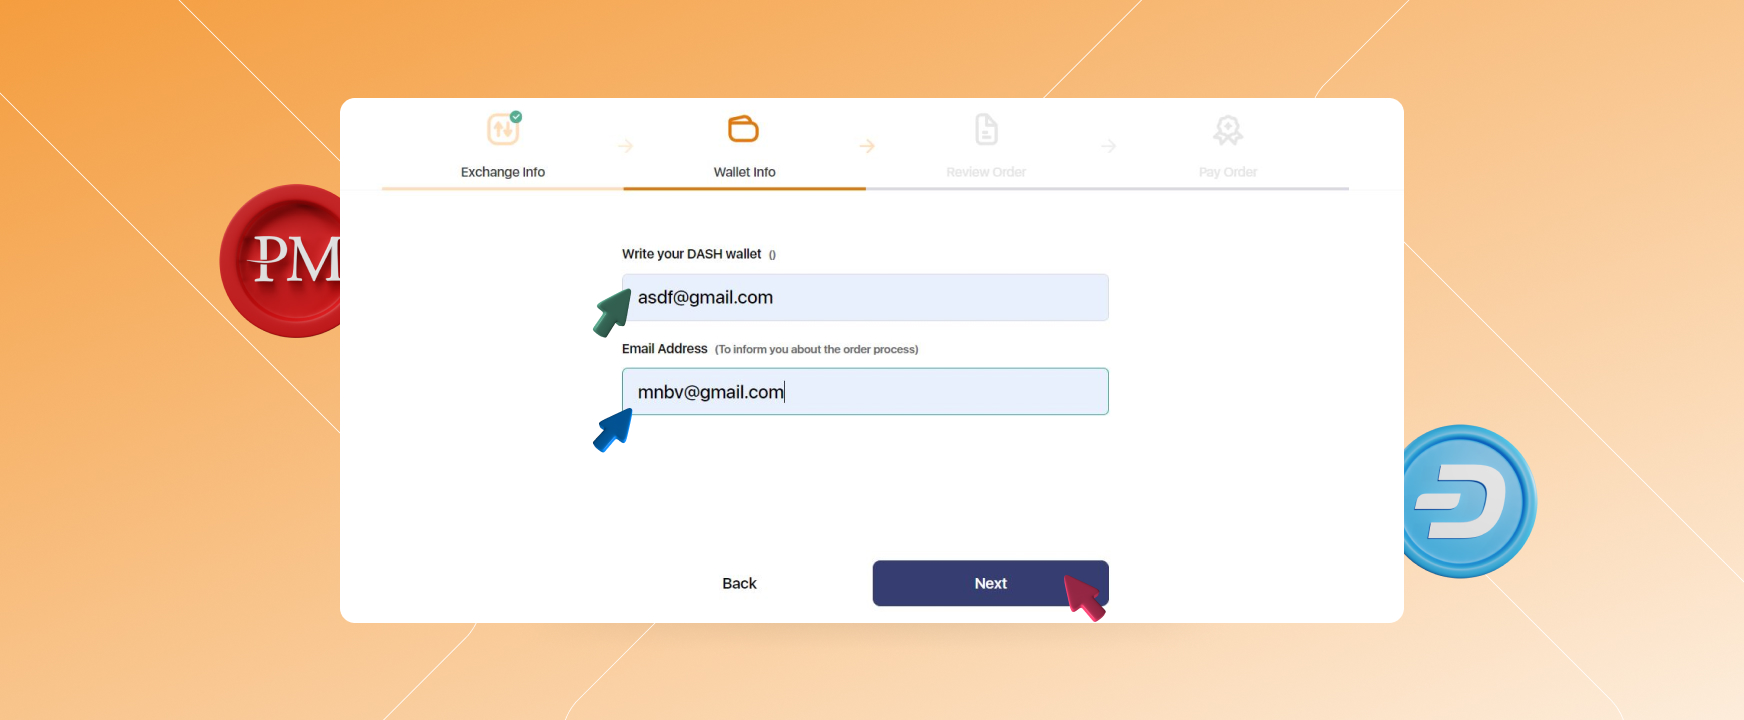 Exchange Info
Wallet Info
Review Order
Pay Order
PM
Write your DASH wallet ()
asdf@gmail.com
Email Address (To inform you about the order process)
mnbv@gmail.com
Back
Next